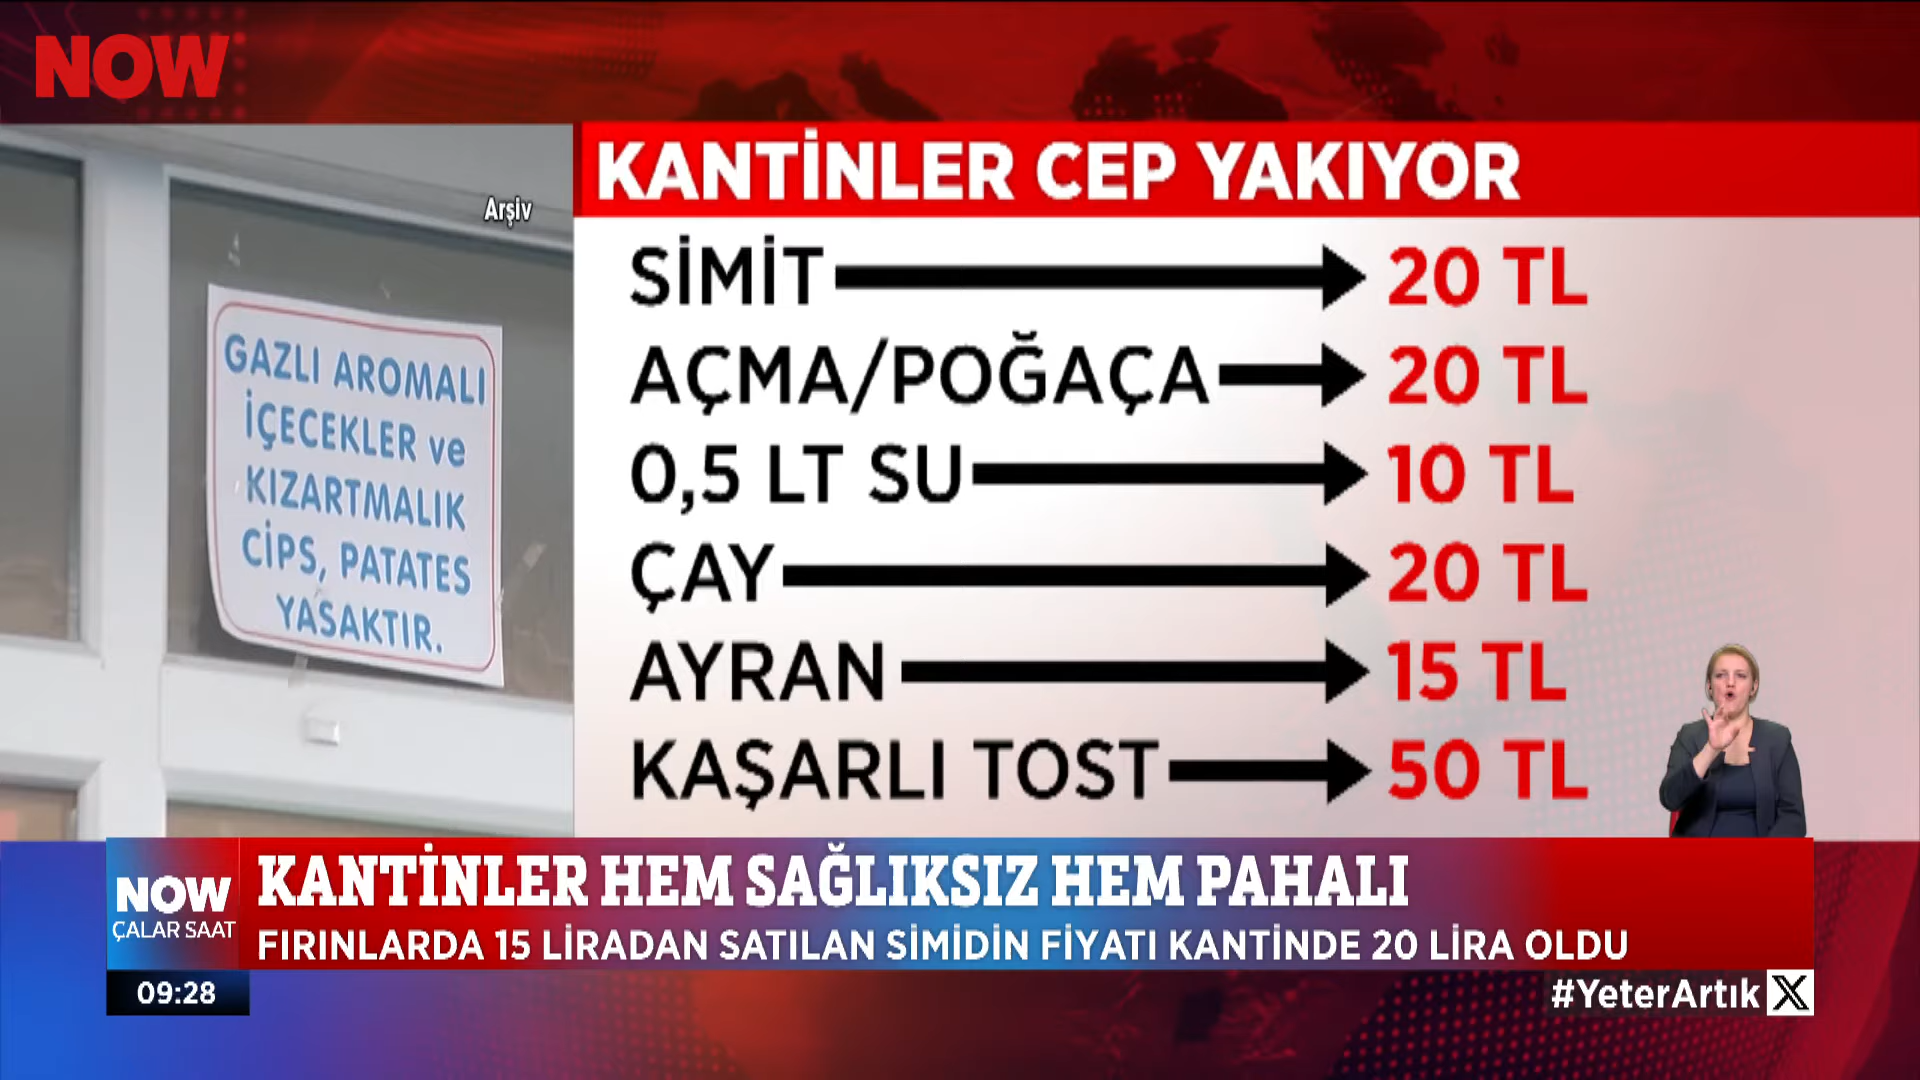 NOW
Arşiv
GAZLI AROMALI
İÇECEKLER ve
KIZARTMALIK
CİPS, PATATES
YASAKTIR.
KANTİNLER CEP YAKIYOR
SİMİT 20 TL
AÇMA/POĞAÇA 20 TL
0,5 LT SU 10 TL
ÇAY 20 TL
AYRAN 15 TL
KAŞARLI TOST 50 TL
NOW
ÇALAR SAAT
KANTİNLER HEM SAĞLIKSIZ HEM PAHALI
FIRINLARDA 15 LİRADAN SATILAN SİMİDİN FİYATI KANTİNDE 20 LİRA OLDU
09:28
#YeterArtık X